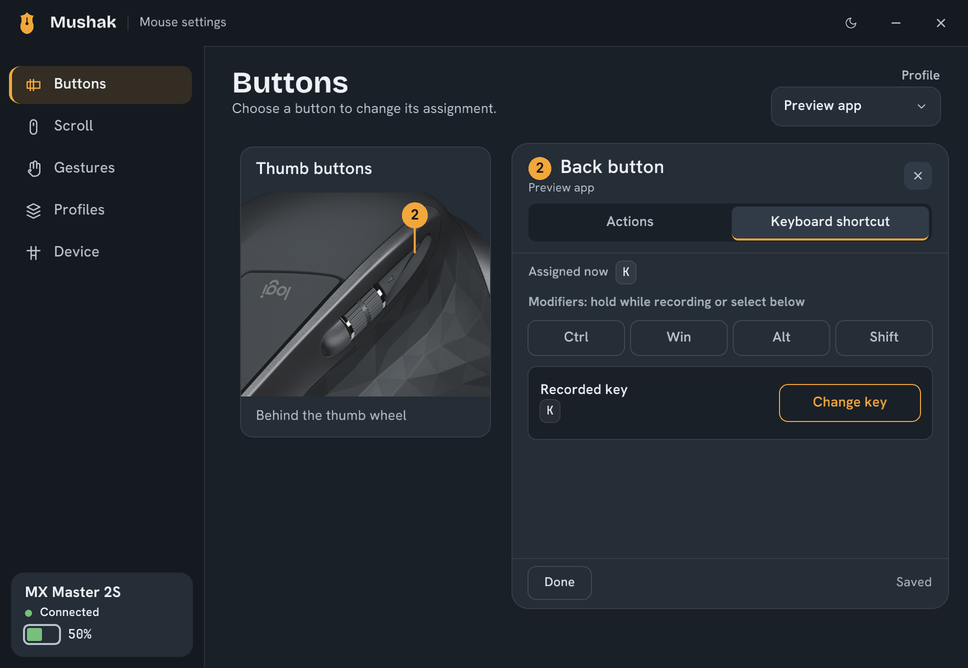 Mushak
Mouse settings
Buttons
Scroll
Gestures
Profiles
Device
MX Master 2S
Connected
50%
Buttons
Choose a button to change its assignment.
Profile
Preview app
Thumb buttons
2
logi
Behind the thumb wheel
2 Back button
Preview app
Actions
Keyboard shortcut
Assigned now K
Modifiers: hold while recording or select below
Ctrl
Win
Alt
Shift
Recorded key
K
Change key
Done
Saved